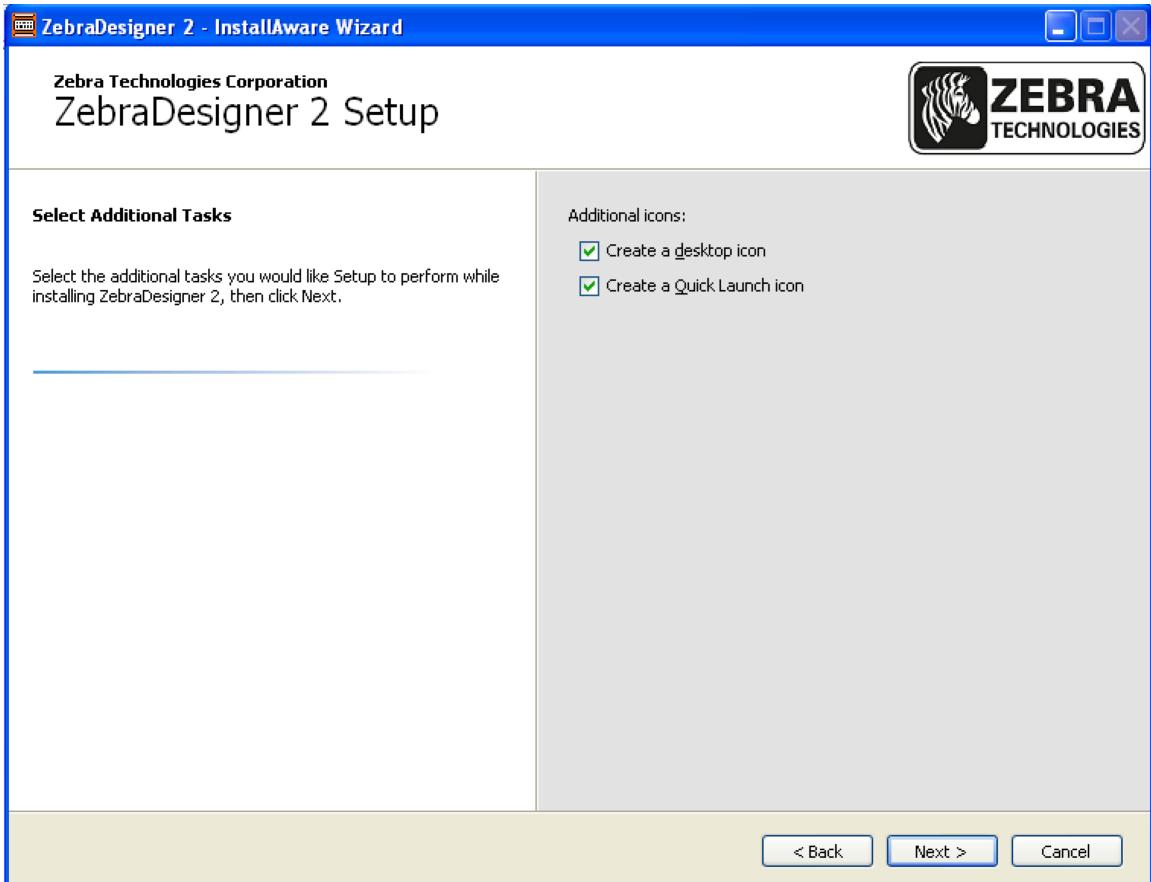 ZebraDesigner 2 - InstallAware Wizard
Zebra Technologies Corporation
ZebraDesigner 2 Setup
ZEBRA
TECHNOLOGIES
Select Additional Tasks
Select the additional tasks you would like Setup to perform while
installing ZebraDesigner 2, then click Next.
Additional icons:
Create a desktop icon
Create a Quick Launch icon
< Back
Next >
Cancel